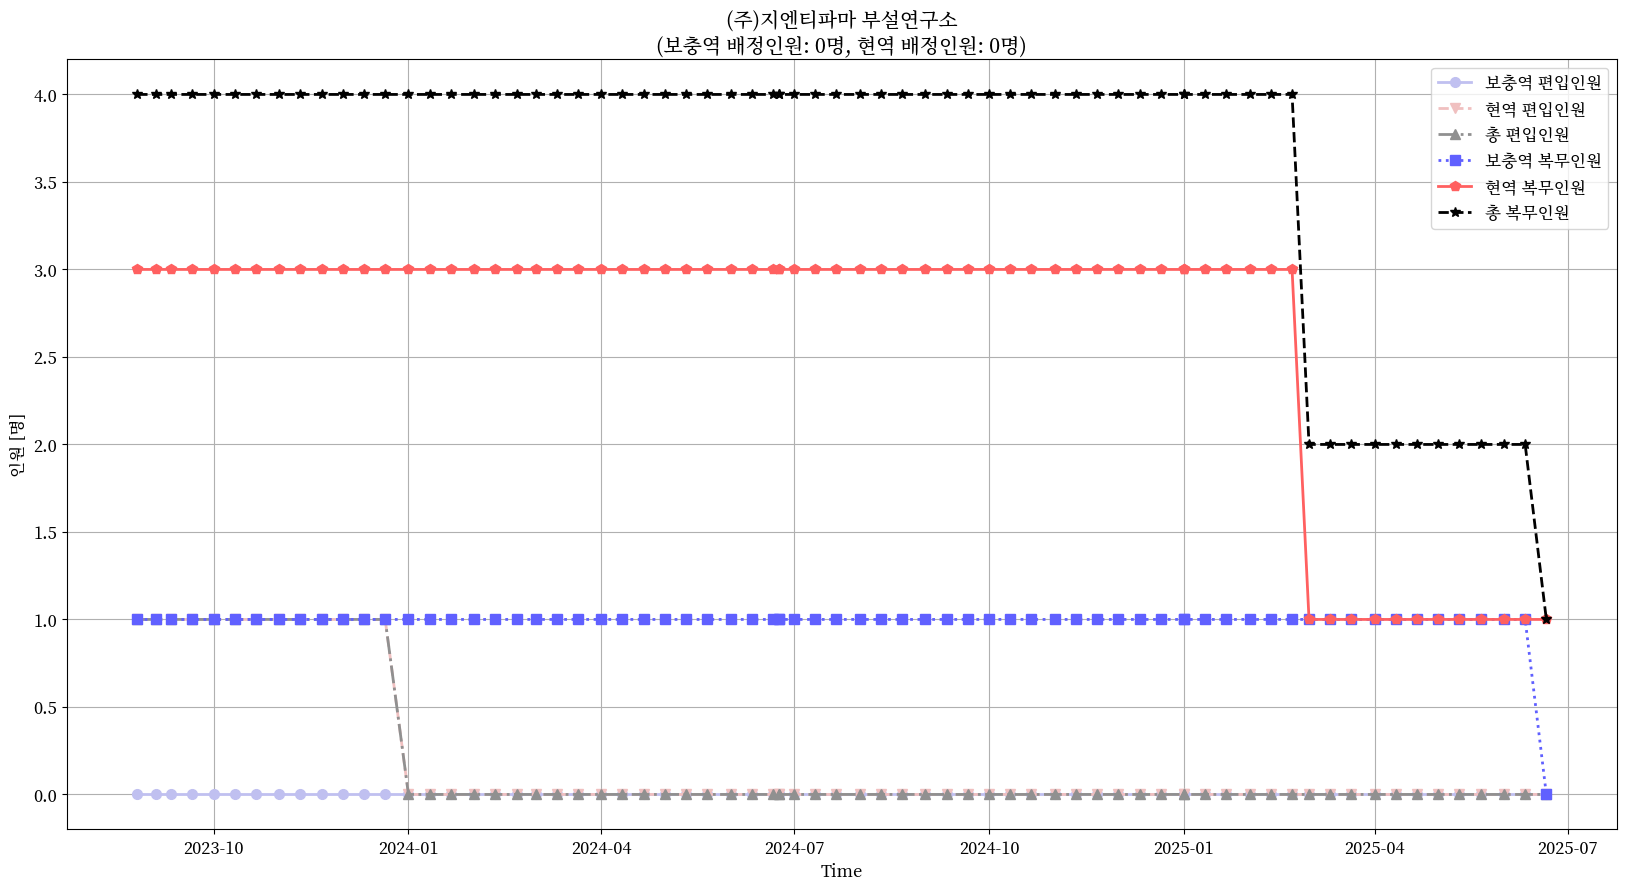 (주)지엔티파마 부설연구소
(보충역 배정인원: 0명, 현역 배정인원: 0명)
보충역 편입인원
현역 편입인원
총 편입인원
보충역 복무인원
현역 복무인원
총 복무인원
인원 [명]
4.0
3.5
3.0
2.5
2.0
1.5
1.0
0.5
0.0
2023-10
2024-01
2024-04
2024-07
2024-10
2025-01
2025-04
2025-07
Time